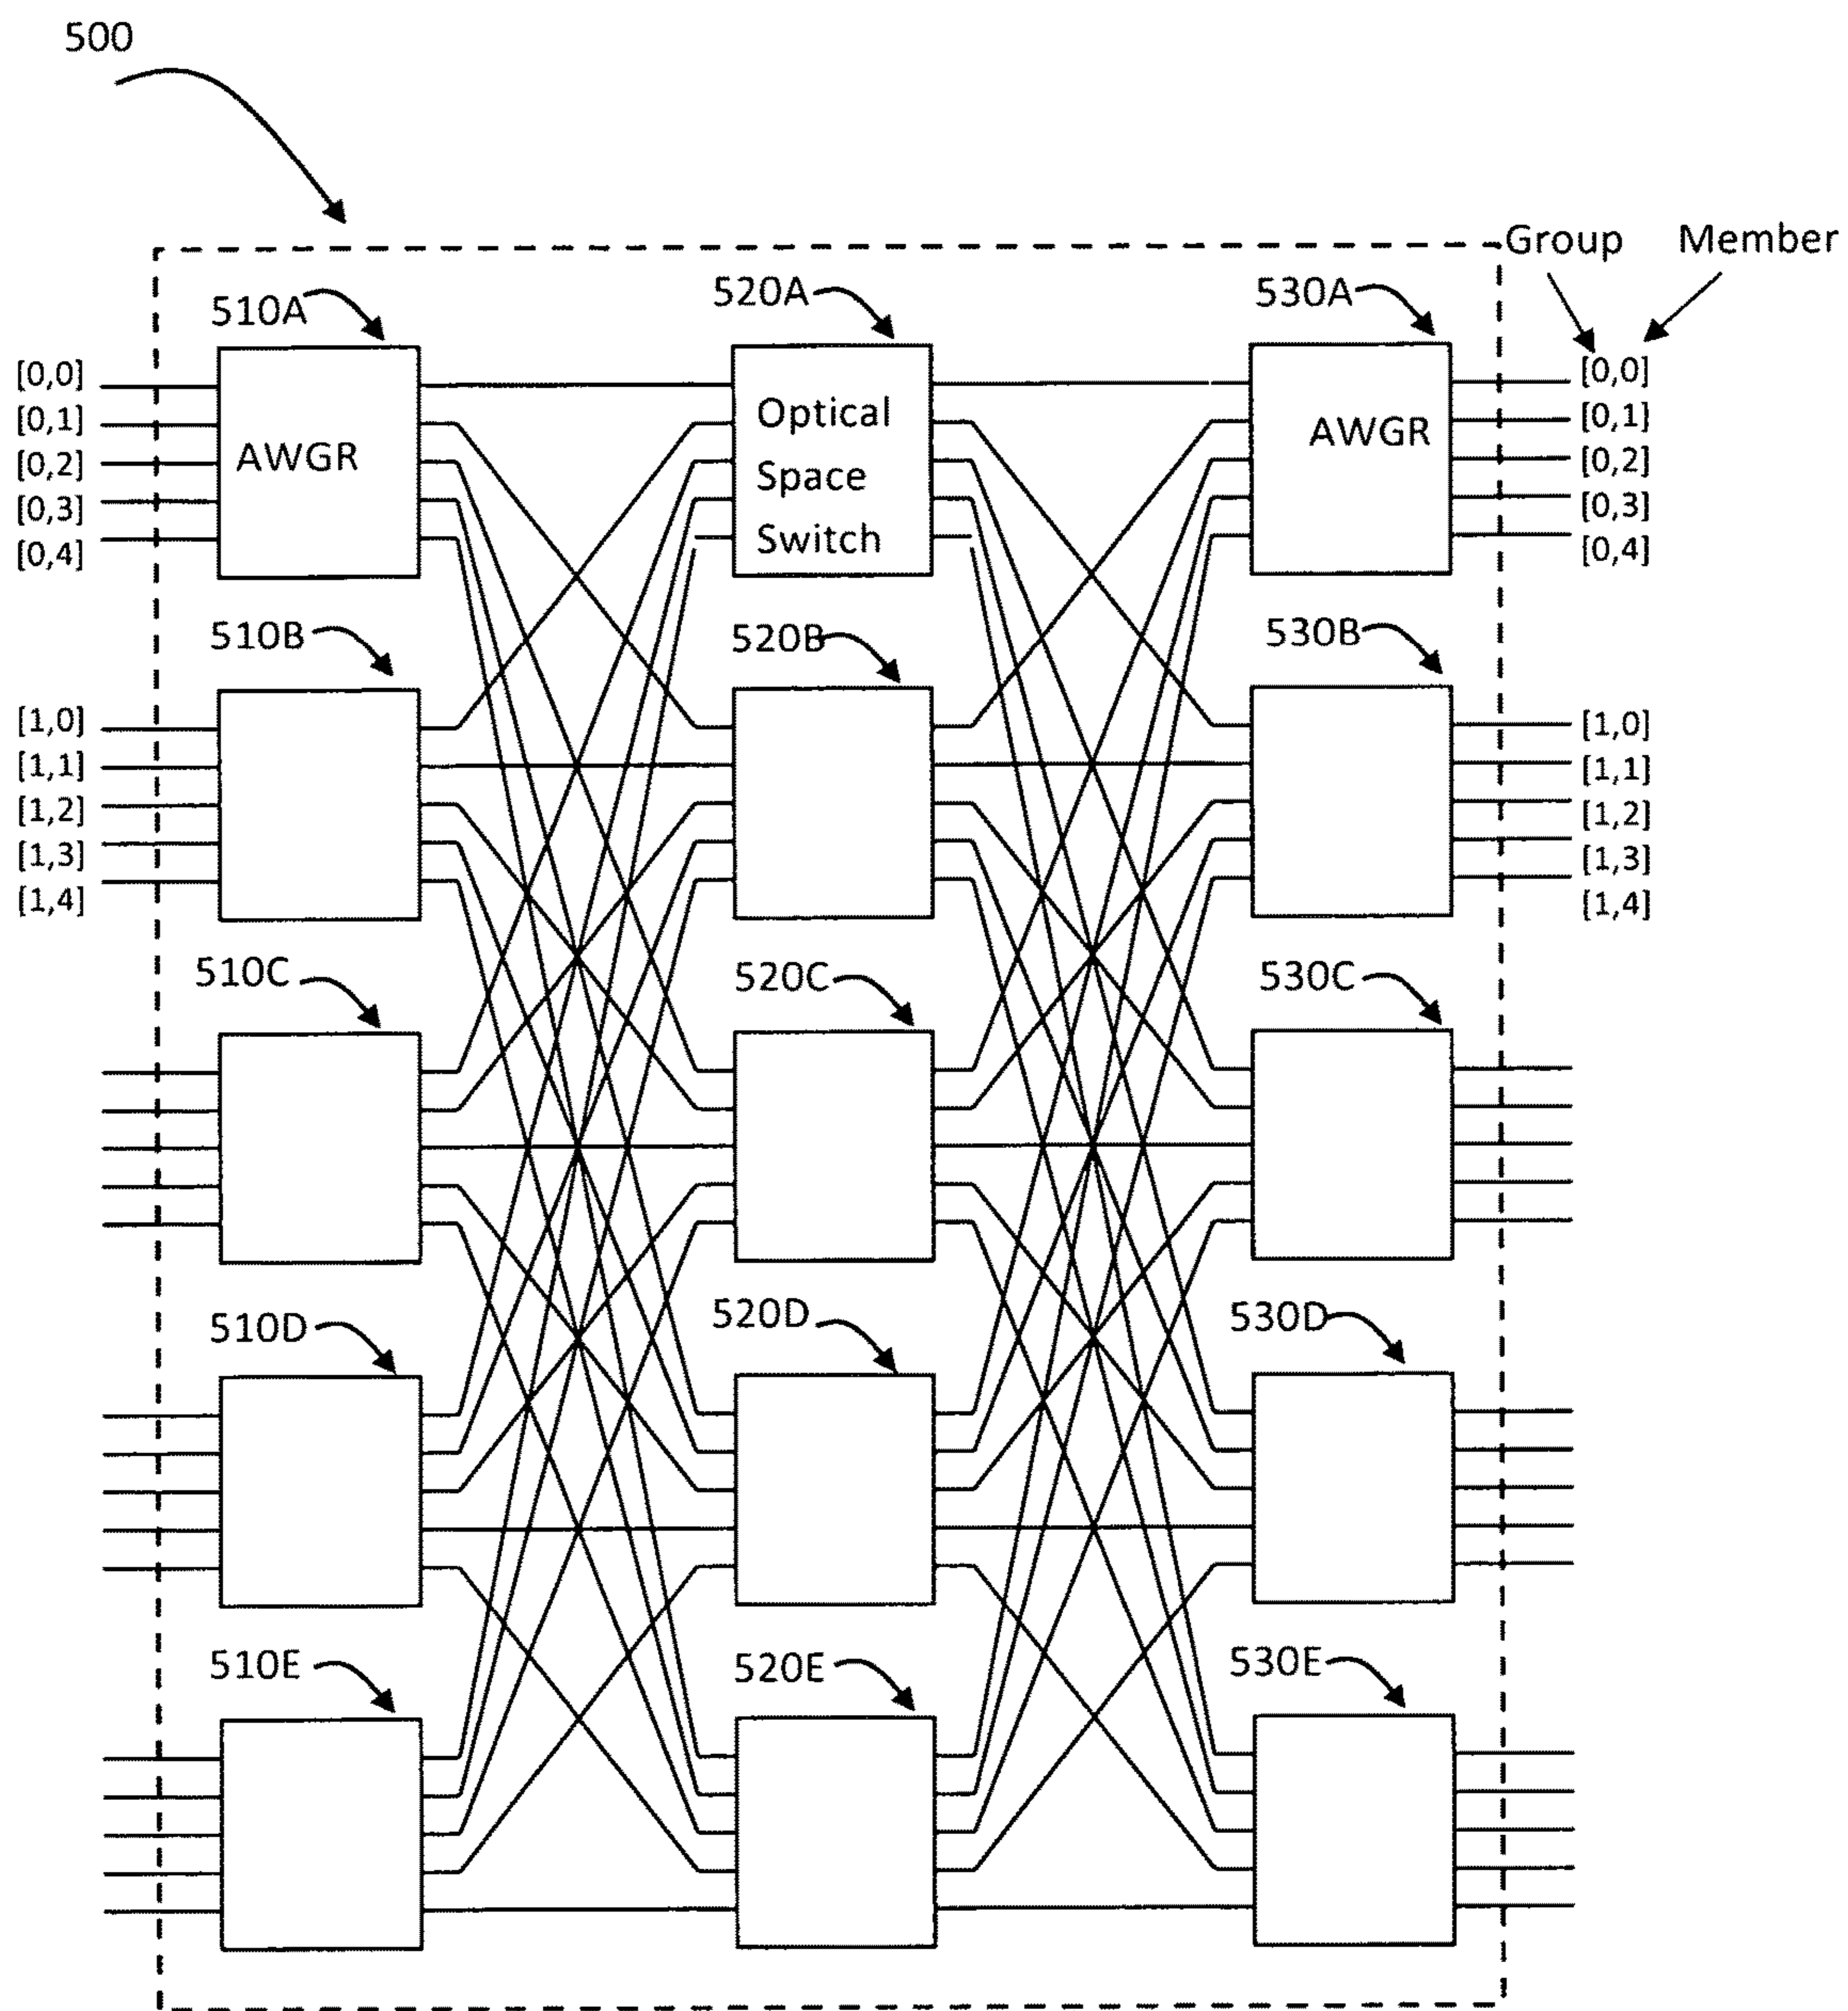 500
Group Member
510A 520A 530A
[0,0] [0,0]
[0,1] Optical [0,1]
AWGR Space AWGR
[0,2] [0,2]
[0,3] [0,3]
[0,4] Switch [0,4]
510B 520B 530B
[1,0] [1,0]
[1,1] [1,1]
[1,2] [1,2]
[1,3] [1,3]
[1,4] [1,4]
510C 520C 530C
510D 520D 530D
510E 520E 530E